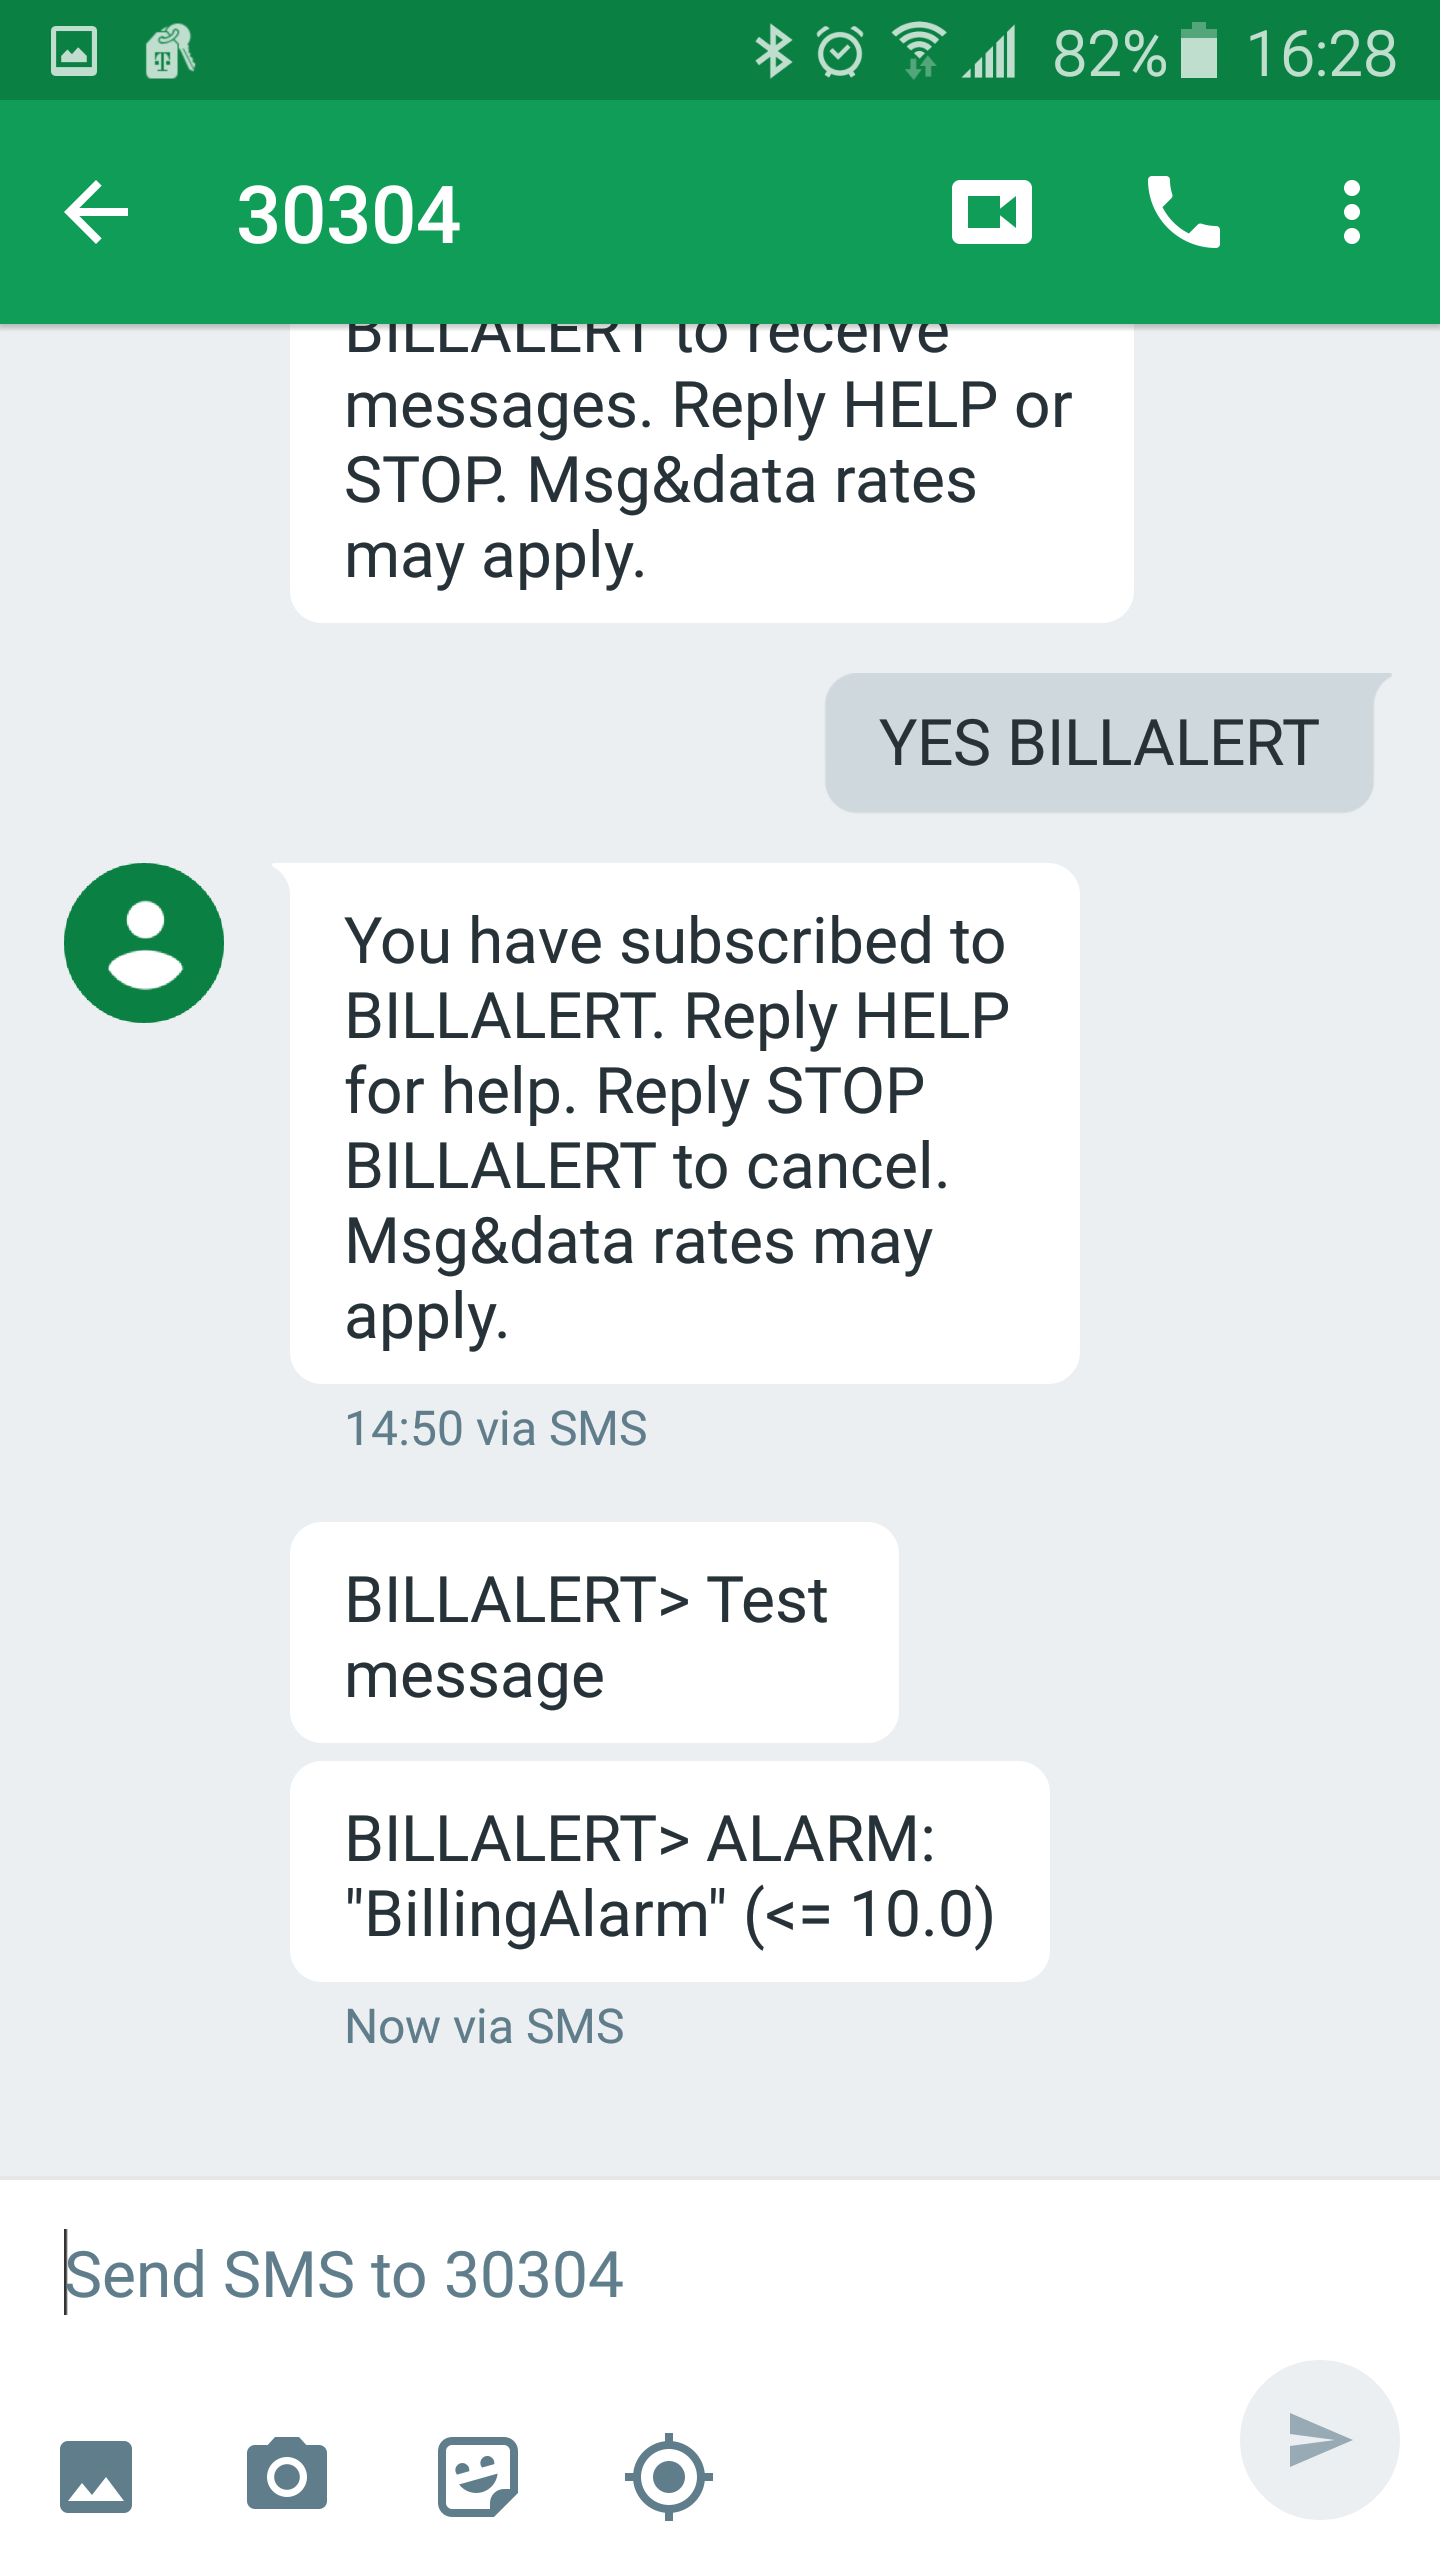 82% 16:28
30304
BILLALERT to receive
messages. Reply HELP or
STOP. Msg&data rates
may apply.
YES BILLALERT
You have subscribed to
BILLALERT. Reply HELP
for help. Reply STOP
BILLALERT to cancel.
Msg&data rates may
apply.
14:50 via SMS
BILLALERT> Test
message
BILLALERT> ALARM:
"BillingAlarm" (<= 10.0)
Now via SMS
Send SMS to 30304